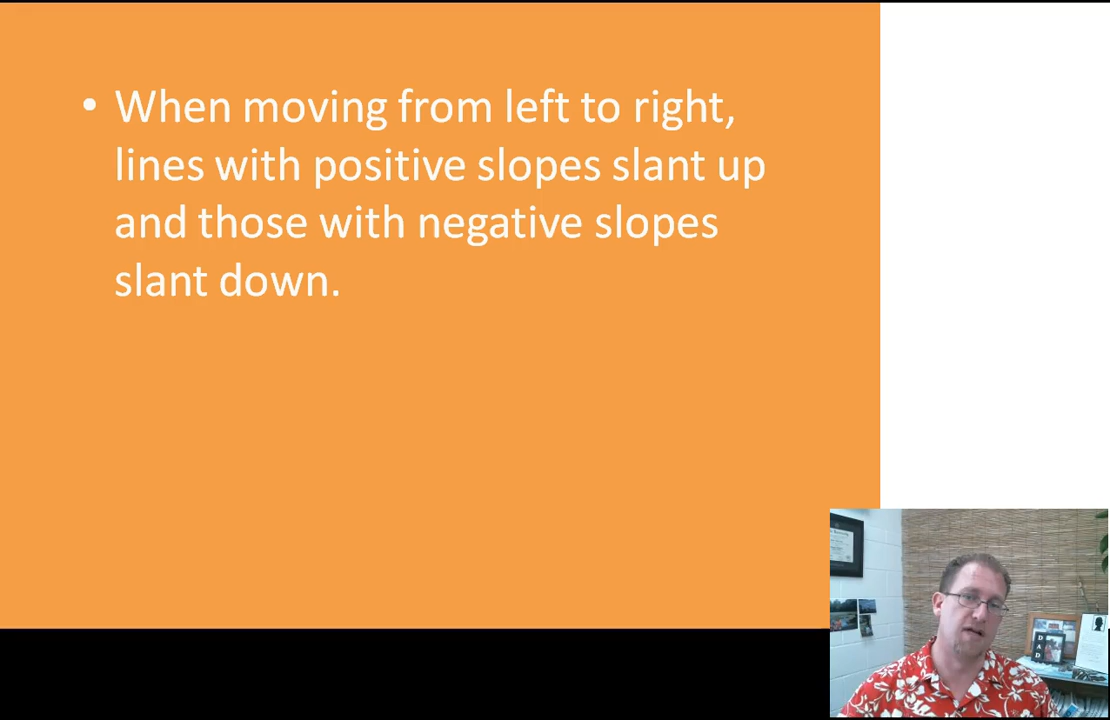 • When moving from left to right,
lines with positive slopes slant up
and those with negative slopes
slant down.
DAD